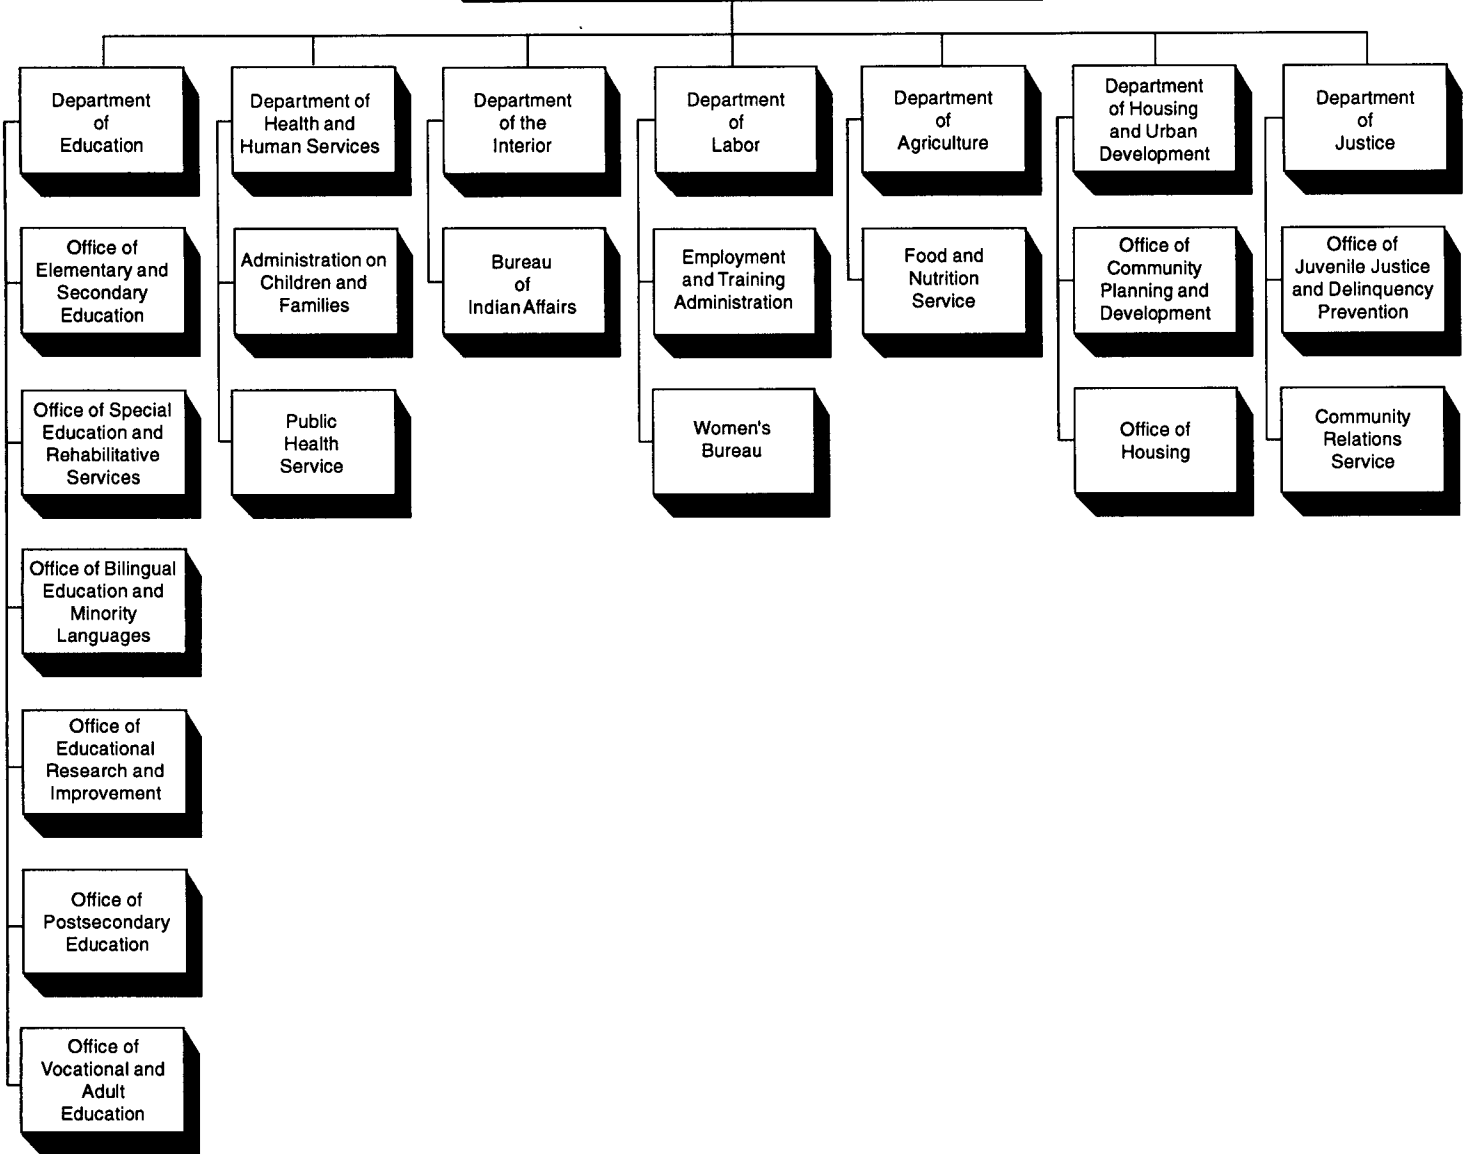 Department
of
Education
Department of
Health and
Human Services
Department
of the
Interior
Department
of
Labor
Department
of
Agriculture
Department
of Housing
and Urban
Development
Department
of
Justice
Office of
Elementary and
Secondary
Education
Administration on
Children and
Families
Bureau
of
Indian Affairs
Employment
and Training
Administration
Food and
Nutrition
Service
Office of
Community
Planning and
Development
Office of
Juvenile Justice
and Delinquency
Prevention
Office of Special
Education and
Rehabilitative
Services
Public
Health
Service
Women's
Bureau
Office of
Housing
Community
Relations
Service
Office of Bilingual
Education and
Minority
Languages
Office of
Educational
Research and
Improvement
Office of
Postsecondary
Education
Office of
Vocational and
Adult
Education